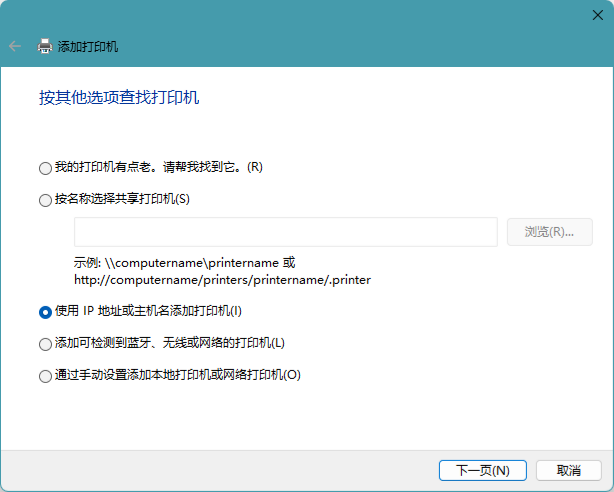 添加打印机
按其他选项查找打印机
我的打印机有点老。请帮我找到它。(R)
按名称选择共享打印机(S)
浏览(R)...
示例: \\computername\printername 或
http://computername/printers/printername/.printer
使用 IP 地址或主机名添加打印机(I)
添加可检测到蓝牙、无线或网络的打印机(L)
通过手动设置添加本地打印机或网络打印机(O)
下一页(N)
取消